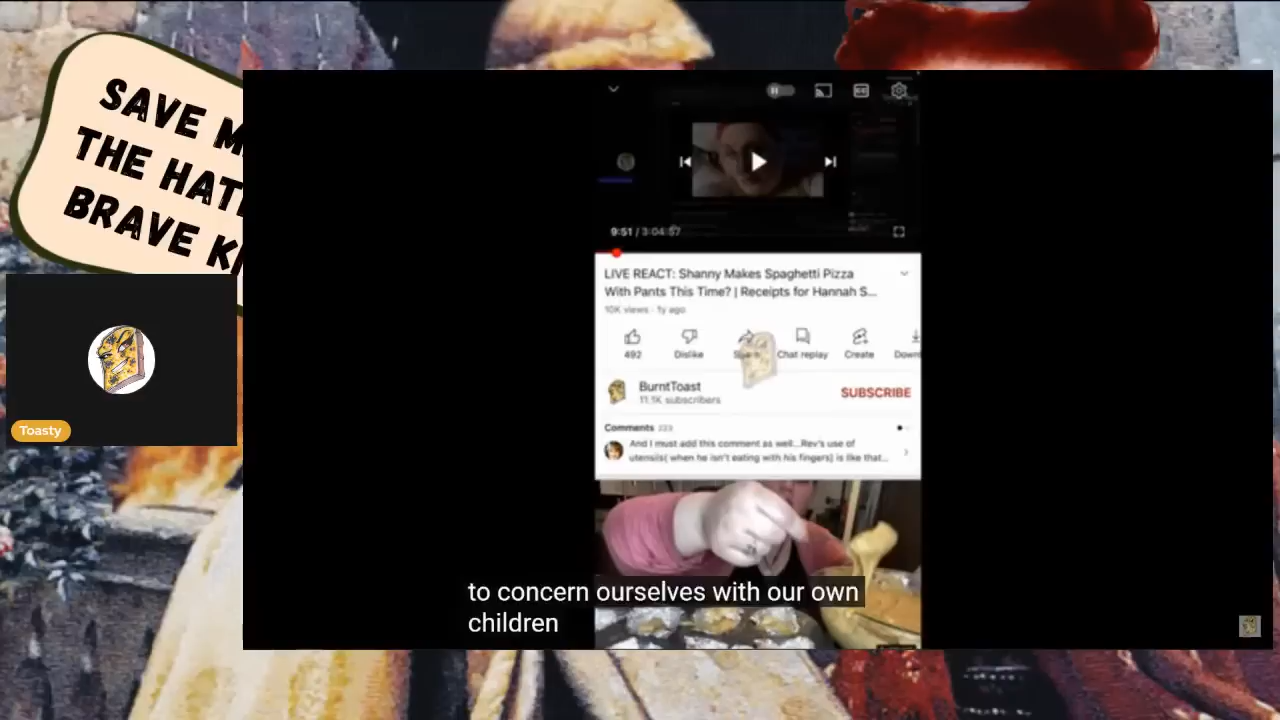 SAVE M
THE HAT
BRAVE KI
Toasty
9:51 / 3:04:57
LIVE REACT: Shanny Makes Spaghetti Pizza
With Pants This Time? | Receipts for Hannah S...
10K views · 1y ago
492
Dislike
Chat replay
Create
Down
BurntToast
11.1K subscribers
SUBSCRIBE
Comments 223
And I must add this comment as well...Rev's use of
utensils( when he isn't eating with his fingers) is like that...
to concern ourselves with our own
children